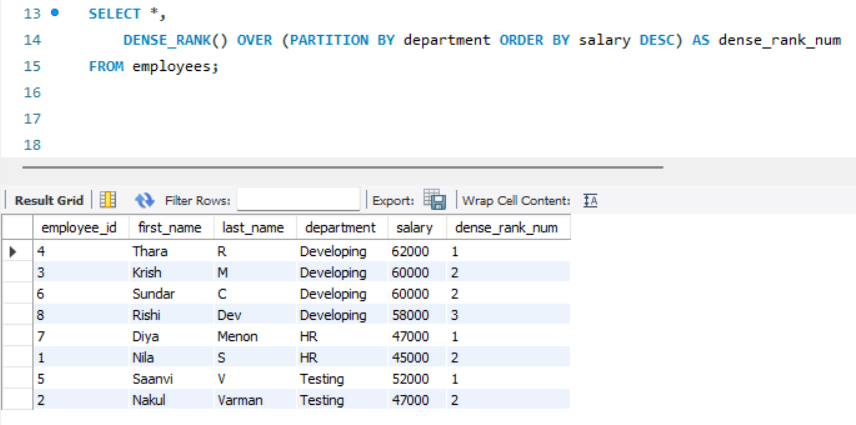 13 SELECT *,
14 DENSE_RANK() OVER (PARTITION BY department ORDER BY salary DESC) AS dense_rank_num
15 FROM employees;
16
17
18
Result Grid Filter Rows: Export: Wrap Cell Content:
employee_id first_name last_name department salary dense_rank_num
4 Thara R Developing 62000 1
3 Krish M Developing 60000 2
6 Sundar C Developing 60000 2
8 Rishi Dev Developing 58000 3
7 Diya Menon HR 47000 1
1 Nila S HR 45000 2
5 Saanvi V Testing 52000 1
2 Nakul Varman Testing 47000 2